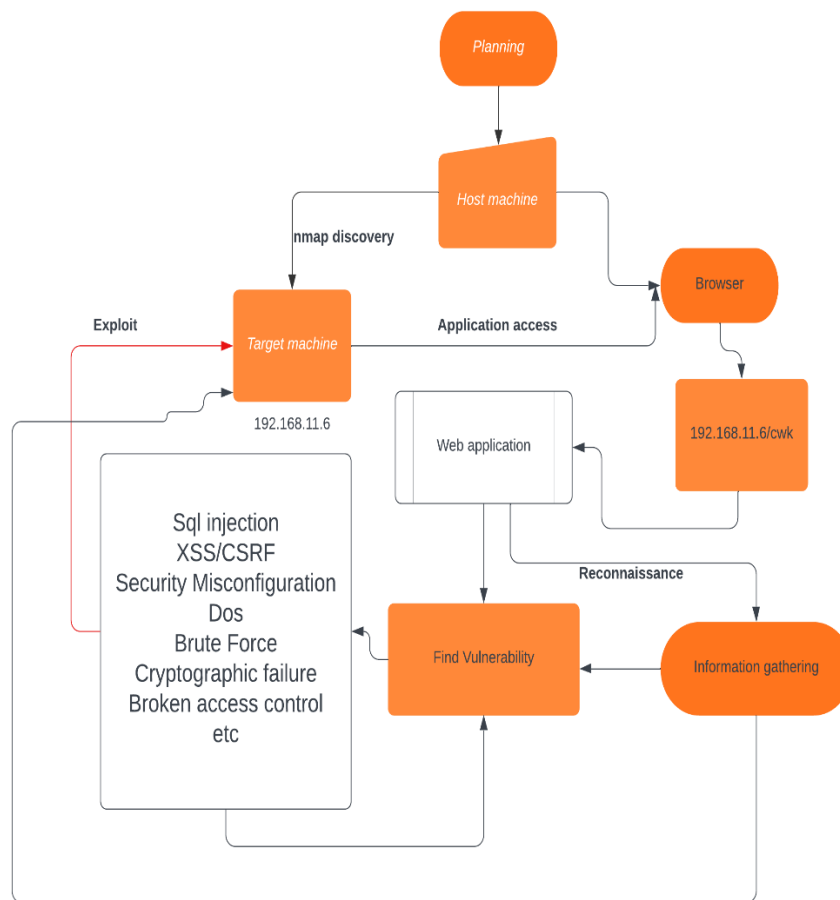 Planning
Host machine
nmap discovery
Browser
Exploit
Target machine
Application access
192.168.11.6
192.168.11.6/cwk
Web application
Sql injection
XSS/CSRF
Security Misconfiguration
Dos
Brute Force
Cryptographic failure
Broken access control
etc
Reconnaissance
Find Vulnerability
Information gathering